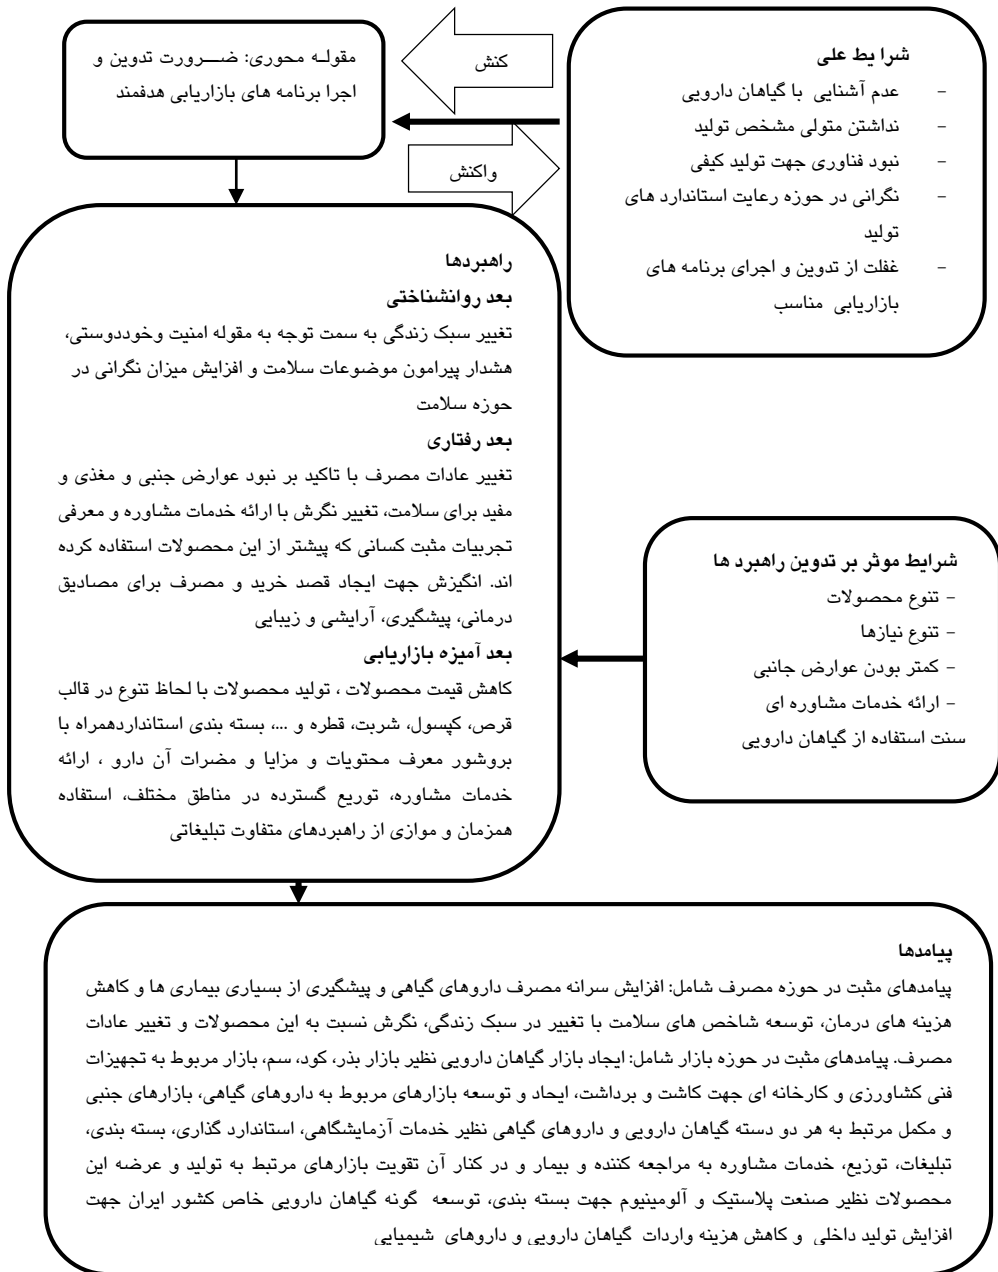 شرا یط علی
- عدم آشنایی با گیاهان دارویی
- نداشتن متولی مشخص تولید
- نبود فناوری جهت تولید کیفی
- نگرانی در حوزه رعایت استاندارد های
تولید
- غفلت از تدوین و اجرای برنامه های
بازاریابی مناسب
کنش
واکنش
مقوله محوری: ضرورت تدوین و
اجرا برنامه های بازاریابی هدفمند
راهبردها
بعد روانشناختی
تغییر سبک زندگی به سمت توجه به مقوله امنیت وخوددوستی،
هشدار پیرامون موضوعات سلامت و افزایش میزان نگرانی در
حوزه سلامت
بعد رفتاری
تغییر عادات مصرف با تاکید بر نبود عوارض جنبی و مغذی و
مفید برای سلامت، تغییر نگرش با ارائه خدمات مشاوره و معرفی
تجربیات مثبت کسانی که پیشتر از این محصولات استفاده کرده
اند. انگیزش جهت ایجاد قصد خرید و مصرف برای مصادیق
درمانی، پیشگیری، آرایشی و زیبایی
بعد آمیزه بازاریابی
کاهش قیمت محصولات ، تولید محصولات با لحاظ تنوع در قالب
قرص، کپسول، شربت، قطره و ...، بسته بندی استانداردهمراه با
بروشور معرف محتویات و مزایا و مضرات آن دارو ، ارائه
خدمات مشاوره، توزیع گسترده در مناطق مختلف، استفاده
همزمان و موازی از راهبردهای متفاوت تبلیغاتی
شرایط موثر بر تدوین راهبرد ها
- تنوع محصولات
- تنوع نیازها
- کمتر بودن عوارض جانبی
- ارائه خدمات مشاوره ای
سنت استفاده از گیاهان دارویی
پیامدها
پیامدهای مثبت در حوزه مصرف شامل: افزایش سرانه مصرف داروهای گیاهی و پیشگیری از بسیاری بیماری ها و کاهش
هزینه های درمان، توسعه شاخص های سلامت با تغییر در سبک زندگی، نگرش نسبت به این محصولات و تغییر عادات
مصرف. پیامدهای مثبت در حوزه بازار شامل: ایجاد بازار گیاهان دارویی نظیر بازار بذر، کود، سم، بازار مربوط به تجهیزات
فنی کشاورزی و کارخانه ای جهت کاشت و برداشت، ایحاد و توسعه بازارهای مربوط به داروهای گیاهی، بازارهای جنبی
و مکمل مرتبط به هر دو دسته گیاهان دارویی و داروهای گیاهی نظیر خدمات آزمایشگاهی، استاندارد گذاری، بسته بندی،
تبلیغات، توزیع، خدمات مشاوره به مراجعه کننده و بیمار و در کنار آن تقویت بازارهای مرتبط به تولید و عرضه این
محصولات نظیر صنعت پلاستیک و آلومینیوم جهت بسته بندی، توسعه گونه گیاهان دارویی خاص کشور ایران جهت
افزایش تولید داخلی و کاهش هزینه واردات گیاهان دارویی و داروهای شیمیایی